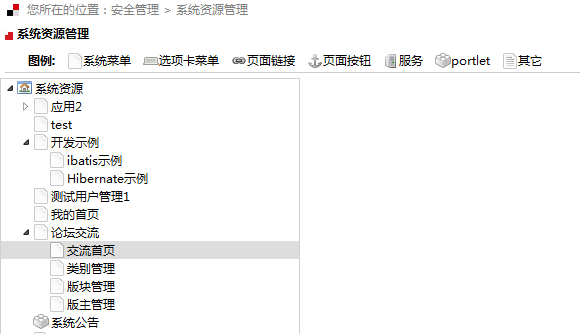 您所在的位置：安全管理 > 系统资源管理
系统资源管理
图例: 系统菜单 选项卡菜单 页面链接 页面按钮 服务 portlet 其它
系统资源
应用2
test
开发示例
ibatis示例
Hibernate示例
测试用户管理1
我的首页
论坛交流
交流首页
类别管理
版块管理
版主管理
系统公告